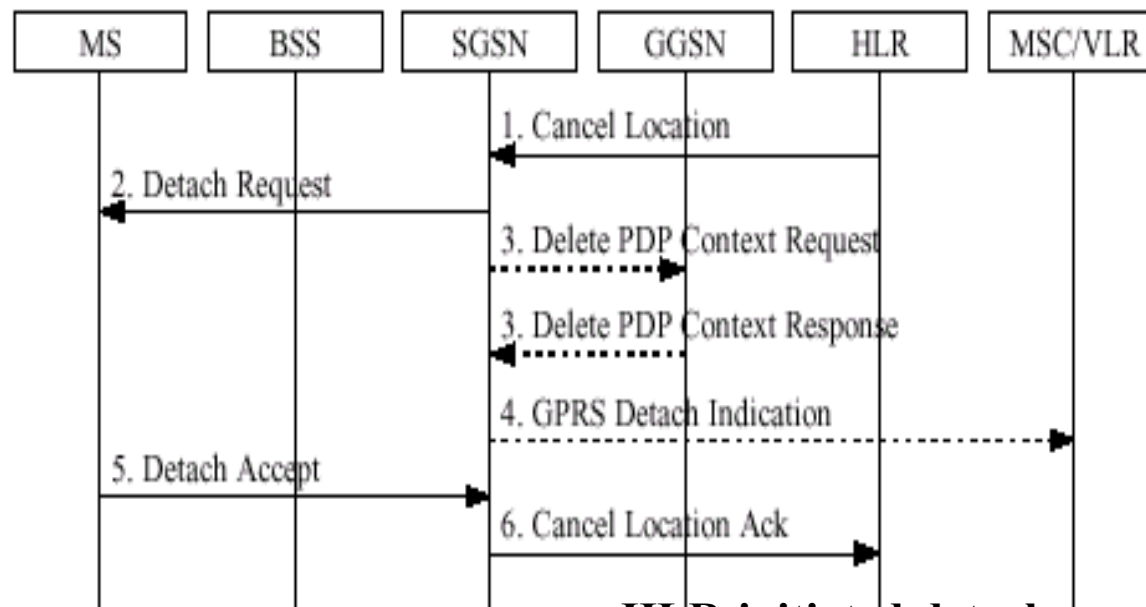 MS BSS SGSN GGSN HLR MSC/VLR
1. Cancel Location
2. Detach Request
3. Delete PDP Context Request
3. Delete PDP Context Response
4. GPRS Detach Indication
5. Detach Accept
6. Cancel Location Ack